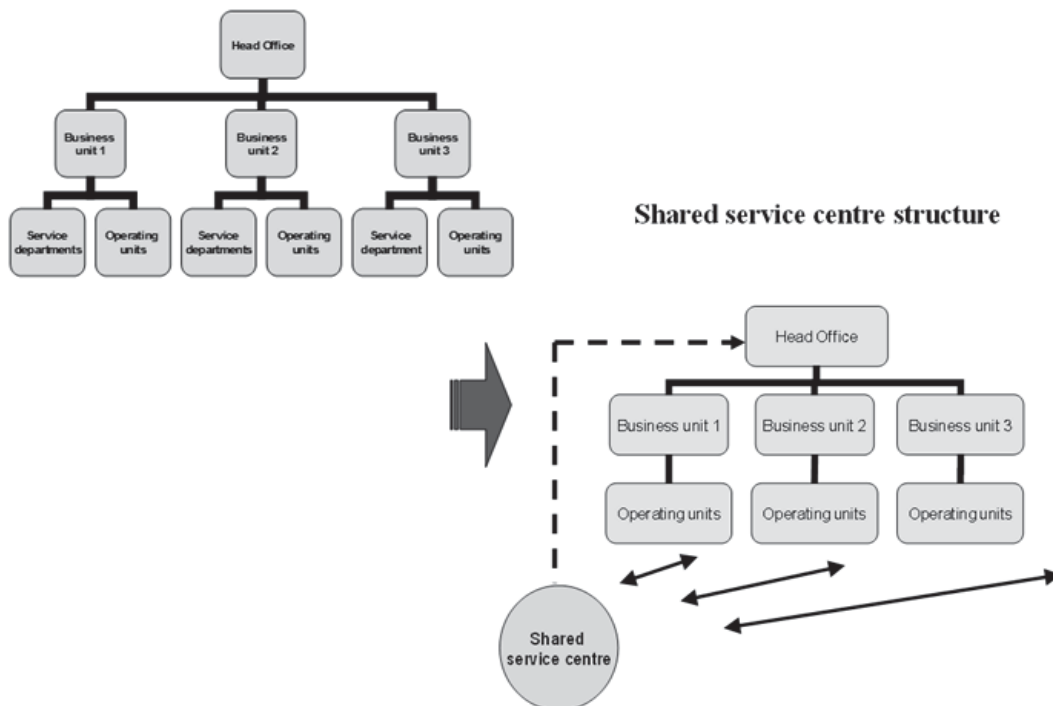 Head Office
Business
unit 1
Business
unit 2
Business
unit 3
Service
departments
Operating
units
Service
departments
Operating
units
Service
department
Operating
units
Shared service centre structure
Head Office
Business unit 1
Business unit 2
Business unit 3
Operating units
Operating units
Operating units
Shared
service centre